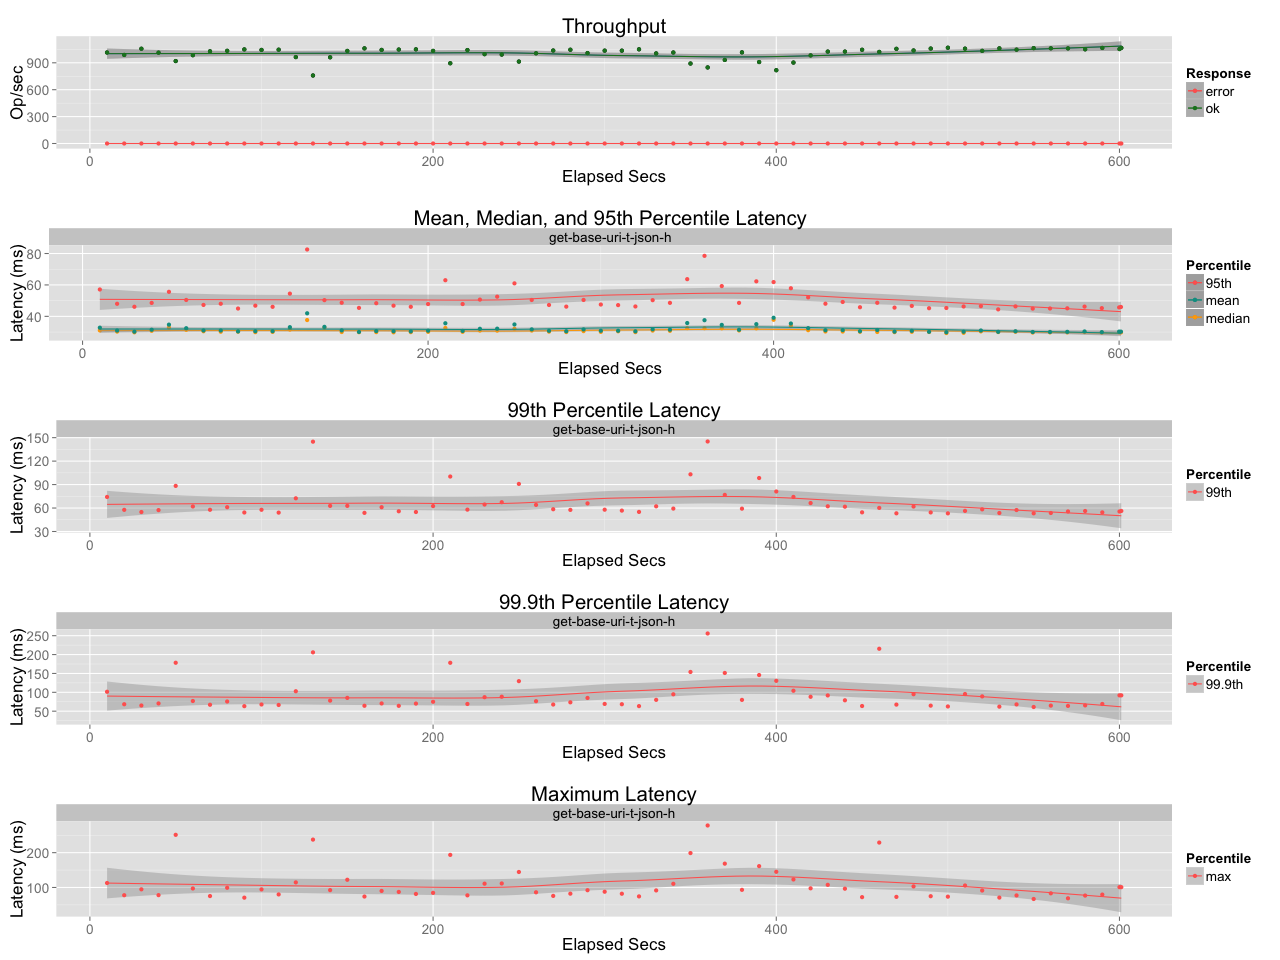 Throughput
Op/sec
900
600
300
0
0 200 400 600
Elapsed Secs
Response
error
ok
Mean, Median, and 95th Percentile Latency
get-base-uri-t-json-h
Latency (ms)
80
60
40
0 200 400 600
Elapsed Secs
Percentile
95th
mean
median
99th Percentile Latency
get-base-uri-t-json-h
Latency (ms)
150
120
90
60
30
0 200 400 600
Elapsed Secs
Percentile
99th
99.9th Percentile Latency
get-base-uri-t-json-h
Latency (ms)
250
200
150
100
50
0 200 400 600
Elapsed Secs
Percentile
99.9th
Maximum Latency
get-base-uri-t-json-h
Latency (ms)
200
100
0 200 400 600
Elapsed Secs
Percentile
max